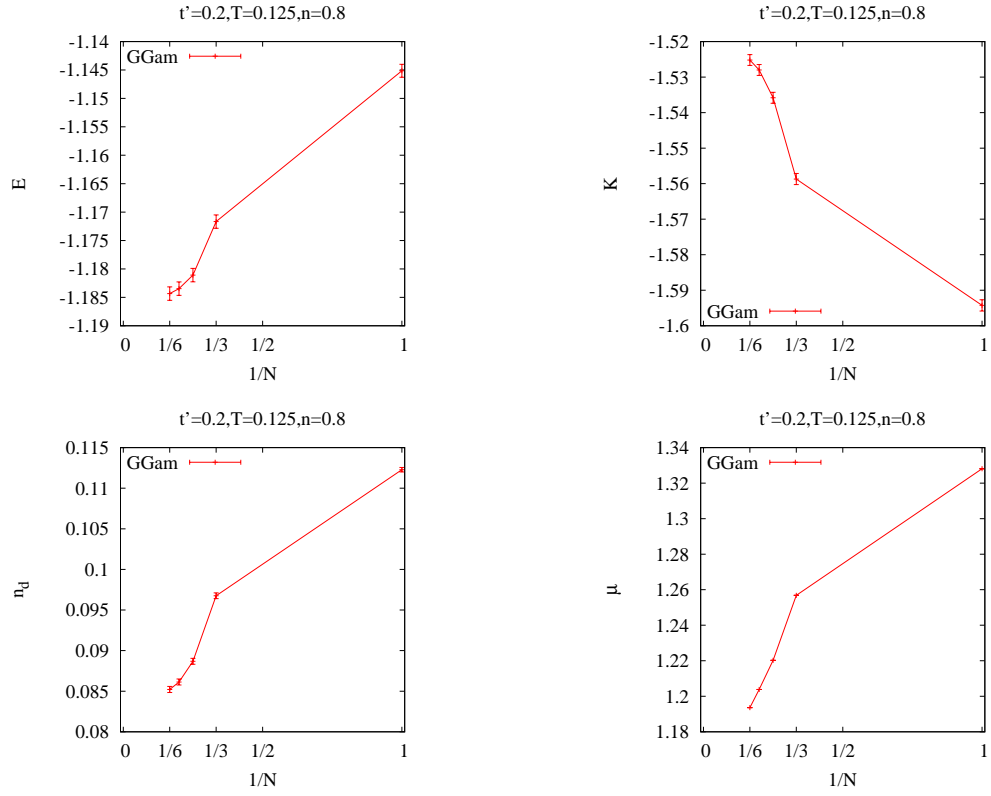 t'=0.2,T=0.125,n=0.8
GGam
-1.14
-1.145
-1.15
-1.155
-1.16
-1.165
-1.17
-1.175
-1.18
-1.185
-1.19
E
0 1/6 1/3 1/2 1
1/N
t'=0.2,T=0.125,n=0.8
-1.52
-1.53
-1.54
-1.55
-1.56
-1.57
-1.58
-1.59
-1.6
K
GGam
0 1/6 1/3 1/2 1
1/N
t'=0.2,T=0.125,n=0.8
GGam
0.115
0.11
0.105
0.1
0.095
0.09
0.085
0.08
n_d
0 1/6 1/3 1/2 1
1/N
t'=0.2,T=0.125,n=0.8
GGam
1.34
1.32
1.3
1.28
1.26
1.24
1.22
1.2
1.18
μ
0 1/6 1/3 1/2 1
1/N